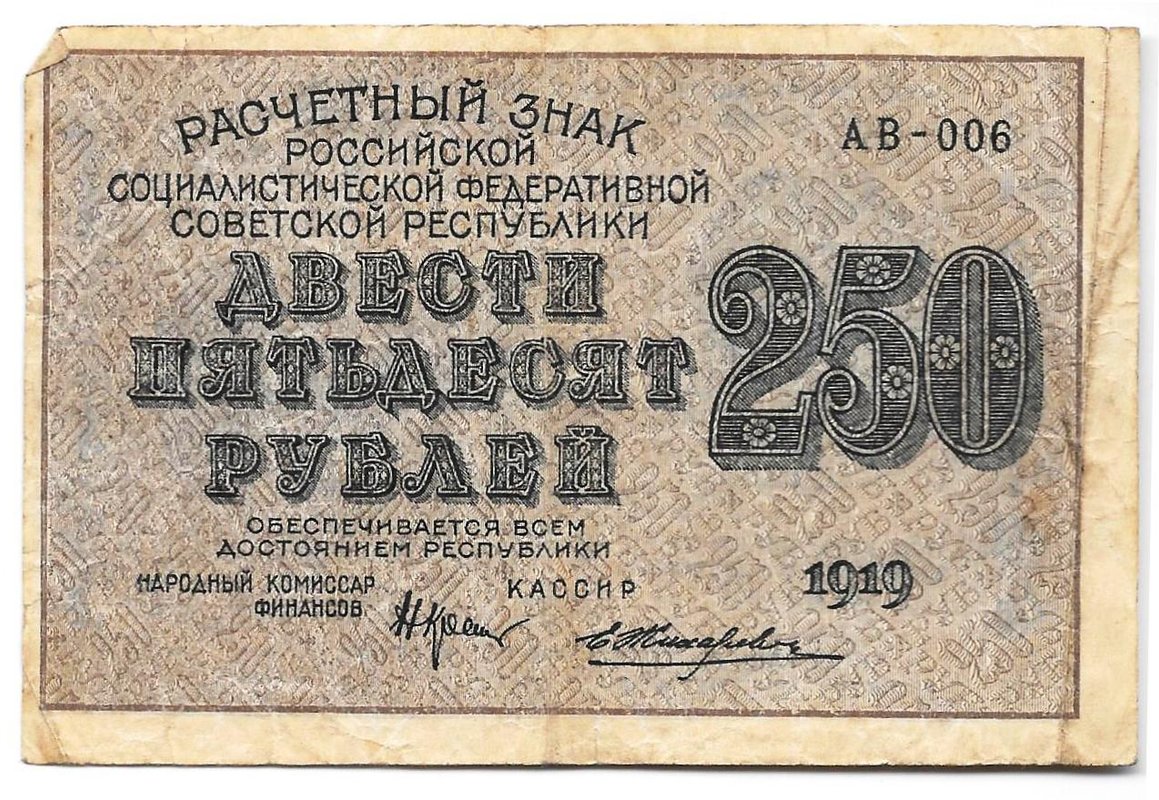 РАСЧЕТНЫЙ ЗНАК
АВ-006
РОССИЙСКОЙ
СОЦИАЛИСТИЧЕСКОЙ ФЕДЕРАТИВНОЙ
СОВЕТСКОЙ РЕСПУБЛИКИ
ДВЕСТИ
ПЯТЬДЕСЯТ
РУБЛЕЙ
250
ОБЕСПЕЧИВАЕТСЯ ВСЕМ
ДОСТОЯНИЕМ РЕСПУБЛИКИ
НАРОДНЫЙ КОМИССАР
ФИНАНСОВ
КАССИР
1919